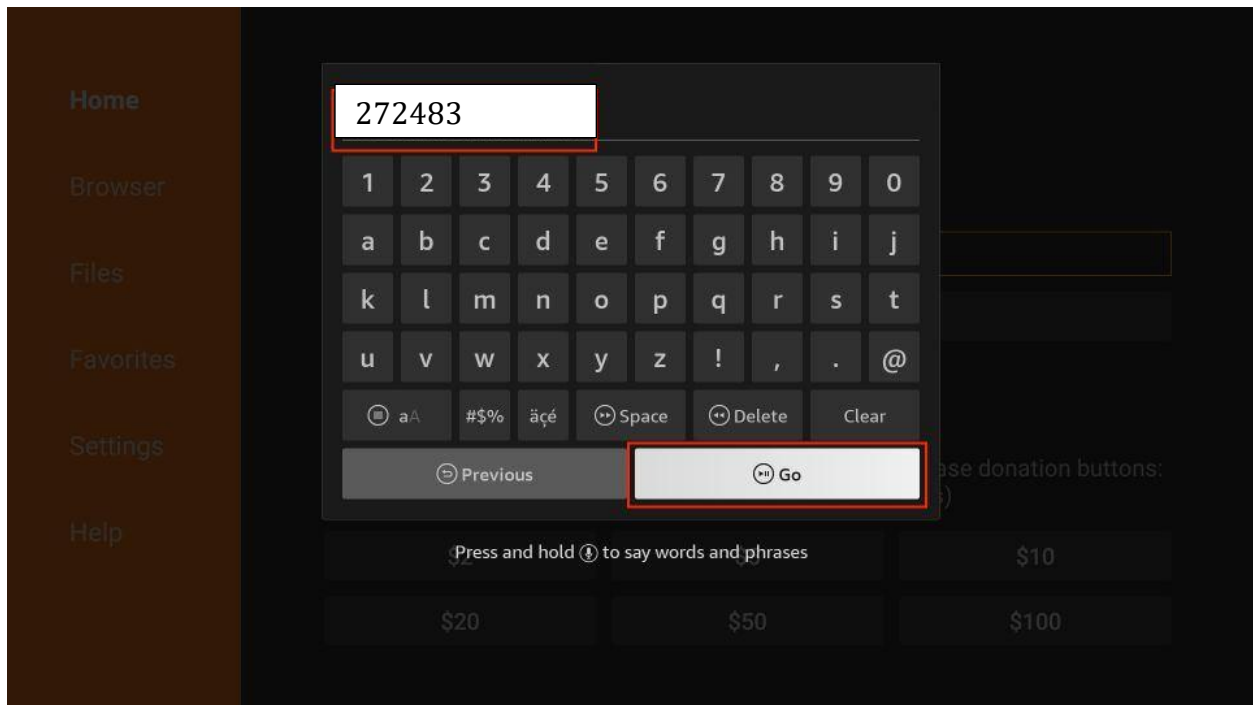 Home
272483
1 2 3 4 5 6 7 8 9 0
Browser
a b c d e f g h i j
Files
k l m n o p q r s t
Favorites
u v w x y z ! , . @
aA #$% äçé Space Delete Clear
Settings
Previous Go
ase donation buttons:
s)
Help
Press and hold to say words and phrases
$2 $5 $10
$20 $50 $100